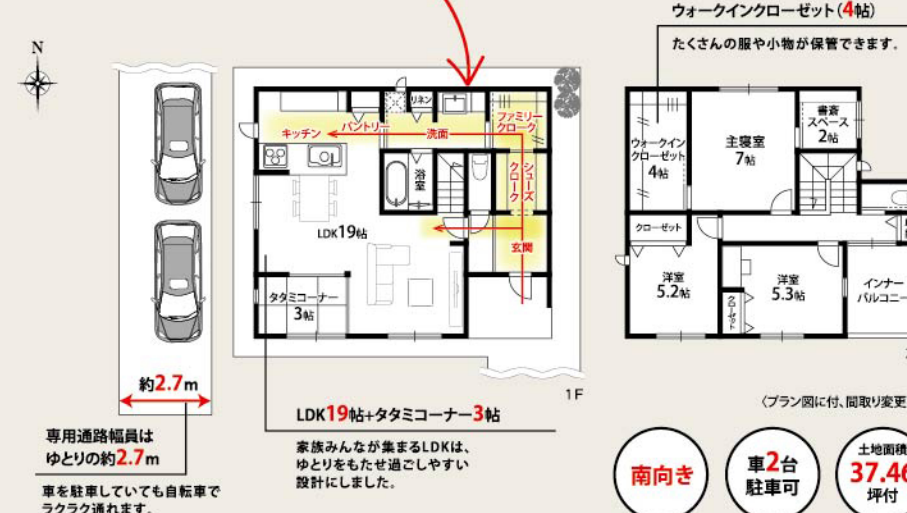 ウォークインクローゼット(4帖)
たくさんの服や小物が保管できます。
N
リネン
キッチン
パントリー
洗面
ファミリー
クローク
浴室
シューズ
クローク
LDK19帖
玄関
タタミコーナー
3帖
1F
ウォークイン
クローゼット
4帖
主寝室
7帖
書斎
スペース
2帖
クローゼット
洋室
5.2帖
洋室
5.3帖
クローゼット
インナー
バルコニー
約2.7m
専用通路幅員は
ゆとりの約2.7m
車を駐車していても自転車で
ラクラク通れます。
LDK19帖+タタミコーナー3帖
家族みんなが集まるLDKは、
ゆとりをもたせ過ごしやすい
設計にしました。
〈プラン図に付、間取り変更
南向き
車2台
駐車可
土地面積
37.46
坪付